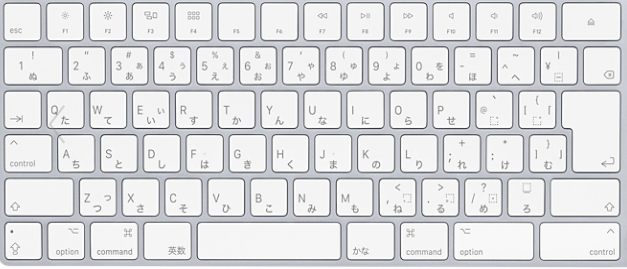 esc F1 F2 F3 F4 F5 F6 F7 F8 F9 F10 F11 F12
! " # ぁ $ ぅ % ぇ & ぉ ' ゃ ( ゅ ) ょ を = ~ ¥
1 ぬ 2 ふ 3 あ 4 う 5 え 6 お 7 や 8 ゆ 9 よ 0 わ - ほ ^ へ
Q た W て E い ぃ R す T か Y ん U な I に O ら P せ @ [ {
control A ち S と D し F は G き H く J ま K の L り + ; れ * : け } ] む
Z つ っ X さ C そ V ひ B こ N み M も < , ね > . る ? / め ろ
option command 英数 かな command option control